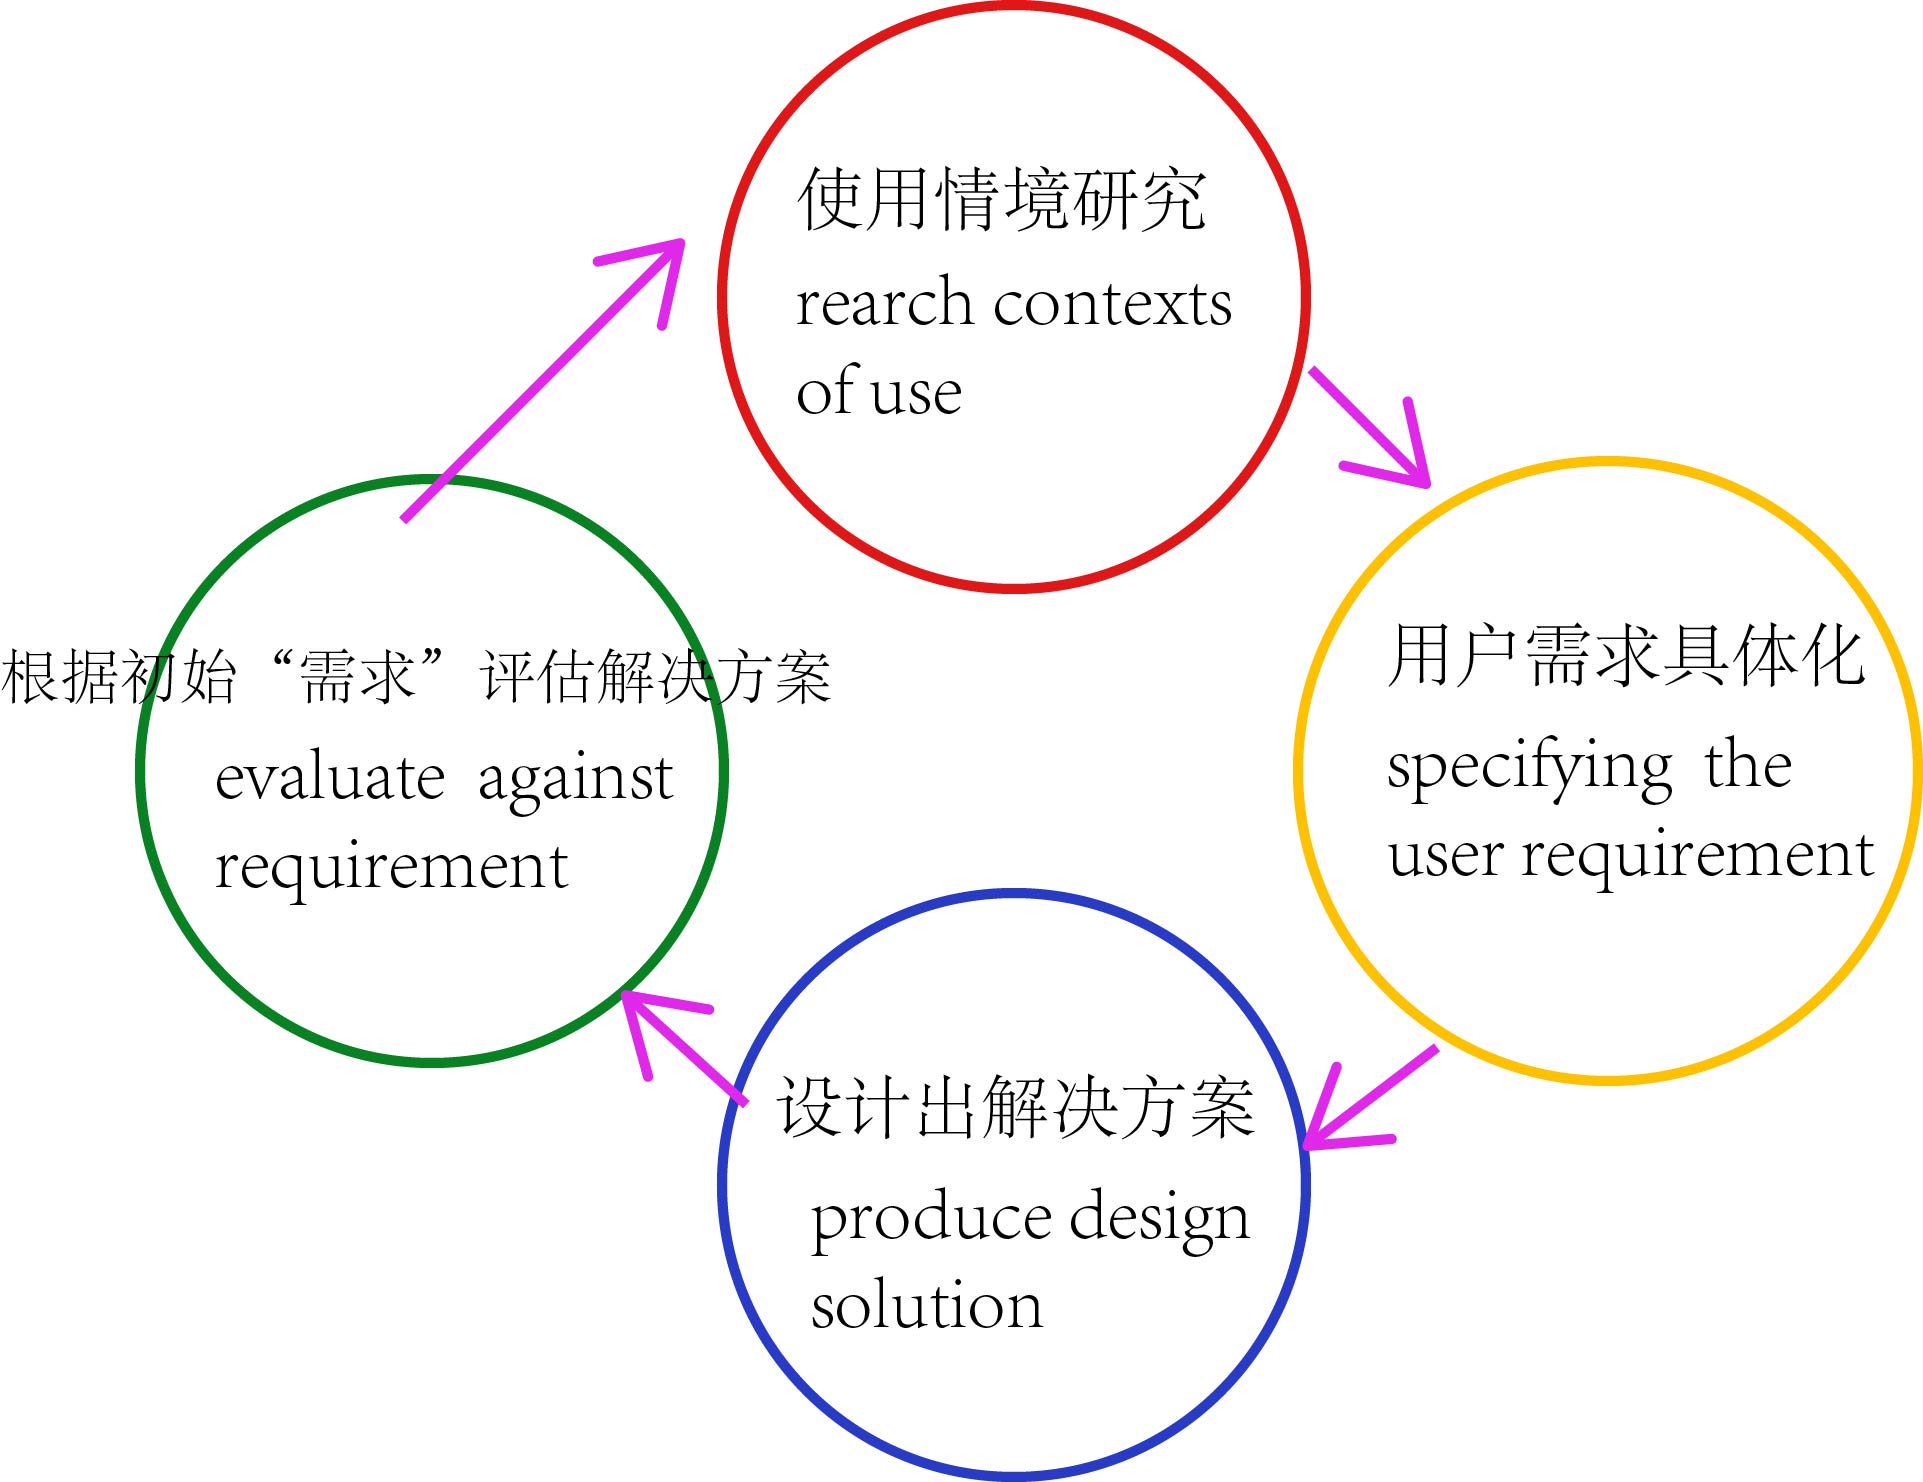 使用情境研究
rearch contexts
of use
用户需求具体化
specifying the
user requirement
设计出解决方案
produce design
solution
根据初始“需求”评估解决方案
evaluate against
requirement